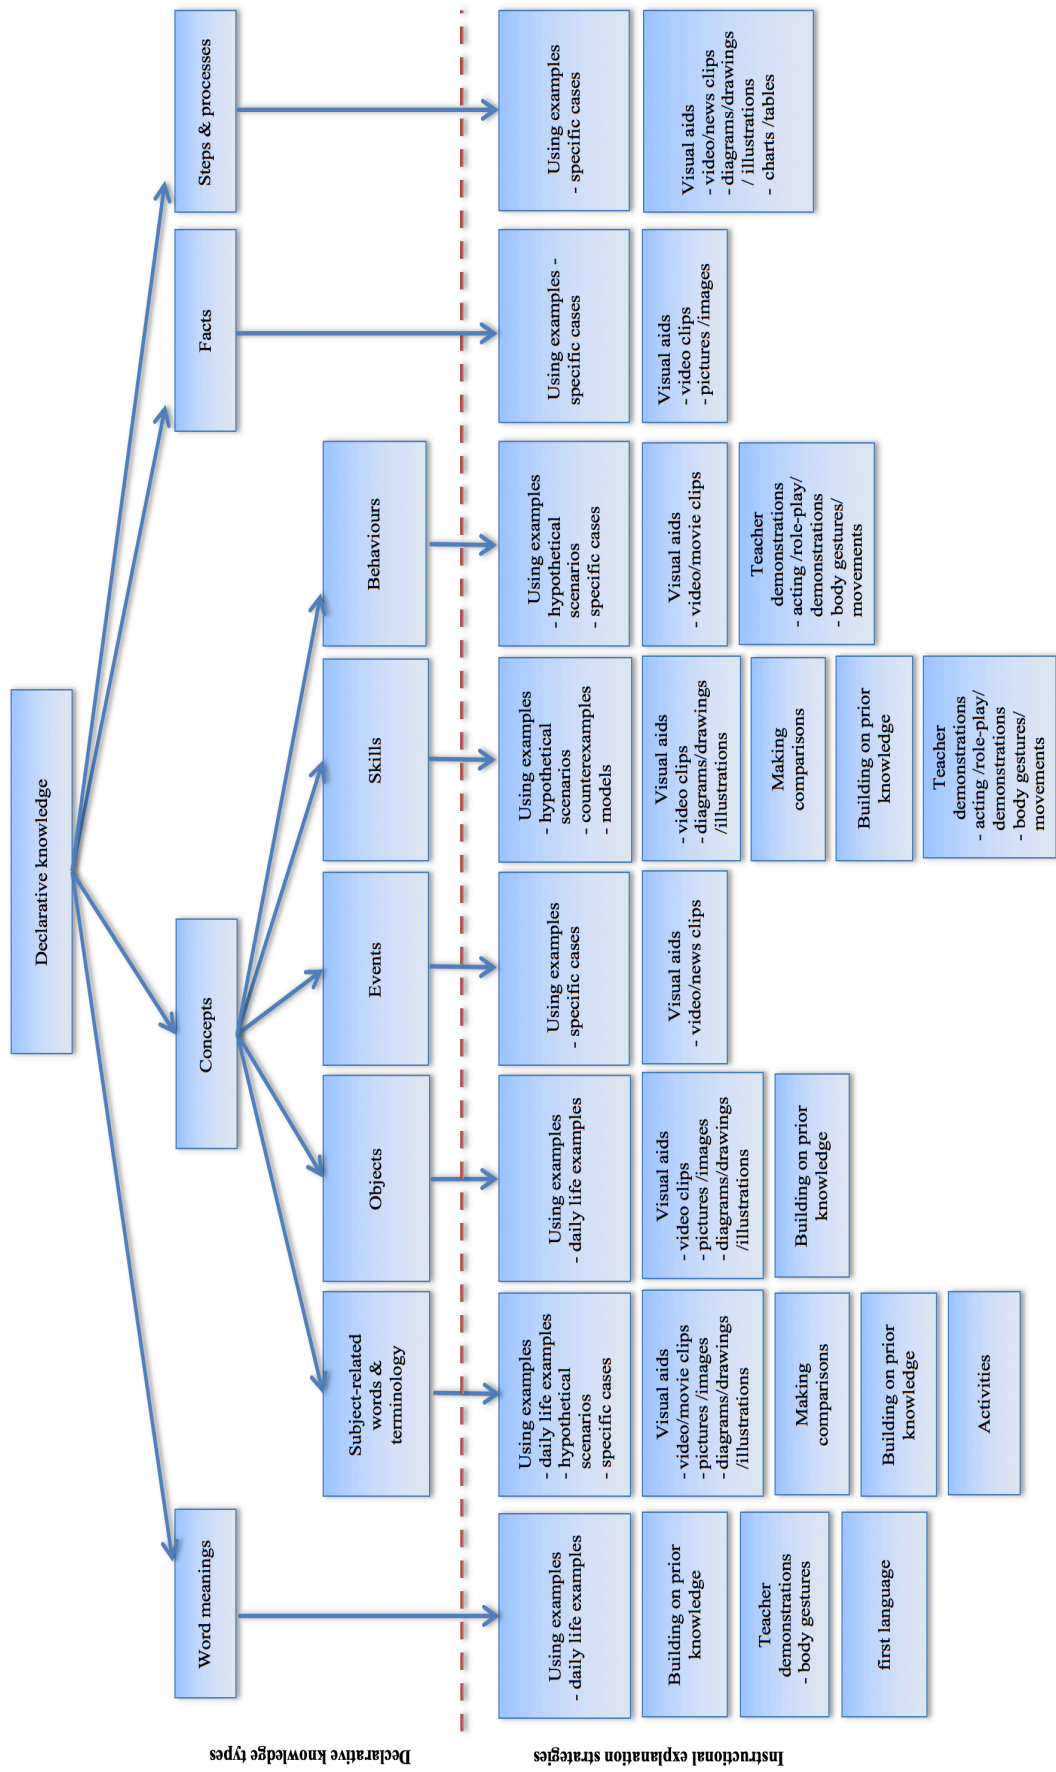 Declarative knowledge
Declarative knowledge types
Word meanings
Concepts
Facts
Steps & processes
Subject-related
words &
terminology
Objects
Events
Skills
Behaviours
Instructional explanation strategies
Using examples
- daily life examples
Building on prior
knowledge
Teacher
demonstrations
- body gestures
first language
Using examples
- daily life examples
- hypothetical
scenarios
- specific cases
Visual aids
- video/movie clips
- pictures /images
- diagrams/drawings
/illustrations
Making
comparisons
Building on prior
knowledge
Activities
Using examples
- daily life examples
Visual aids
- video clips
- pictures /images
- diagrams/drawings
/illustrations
Building on prior
knowledge
Using examples
- specific cases
Visual aids
- video/news clips
Using examples
- hypothetical
scenarios
- counterexamples
- models
Visual aids
- video clips
- diagrams/drawings
/illustrations
Making
comparisons
Building on prior
knowledge
Teacher
demonstrations
- acting /role-play/
demonstrations
- body gestures/
movements
Using examples
- hypothetical
scenarios
- specific cases
Visual aids
- video/movie clips
Teacher
demonstrations
- acting /role-play/
demonstrations
- body gestures/
movements
Using examples -
specific cases
Visual aids
- video clips
- pictures /images
Using examples
- specific cases
Visual aids
- video/news clips
- diagrams/drawings
/ illustrations
- charts /tables